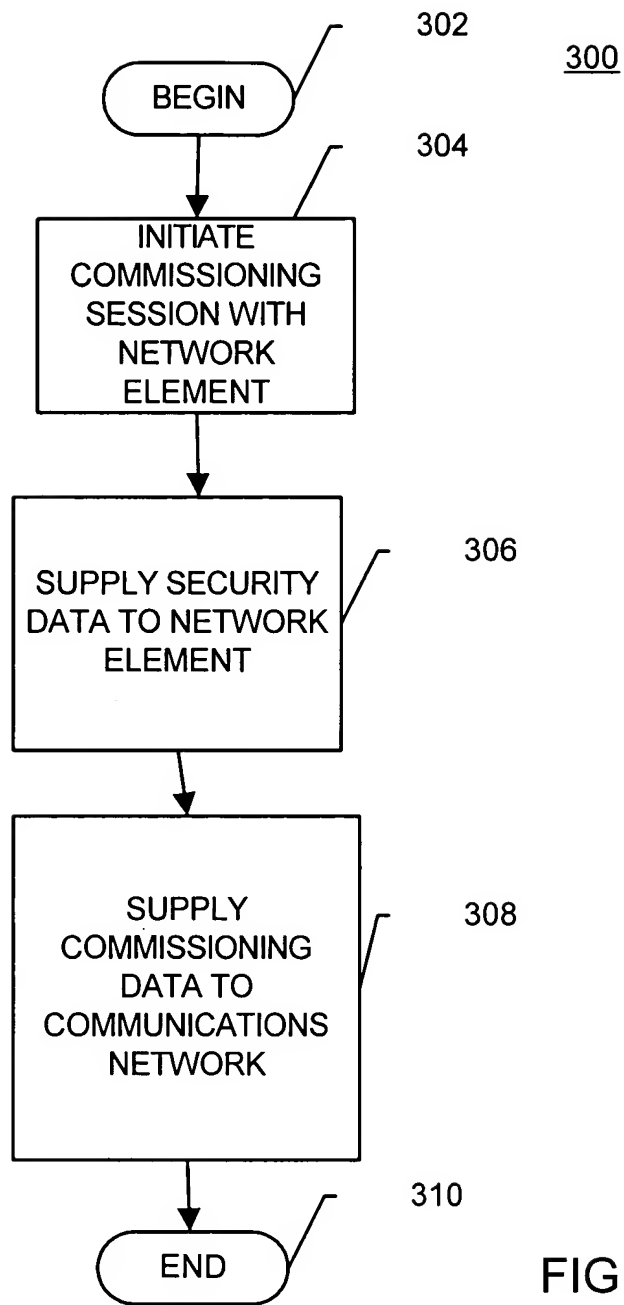 302
300
BEGIN
304
INITIATE
COMMISSIONING
SESSION WITH
NETWORK
ELEMENT
306
SUPPLY SECURITY
DATA TO NETWORK
ELEMENT
308
SUPPLY
COMMISSIONING
DATA TO
COMMUNICATIONS
NETWORK
310
END
FIG